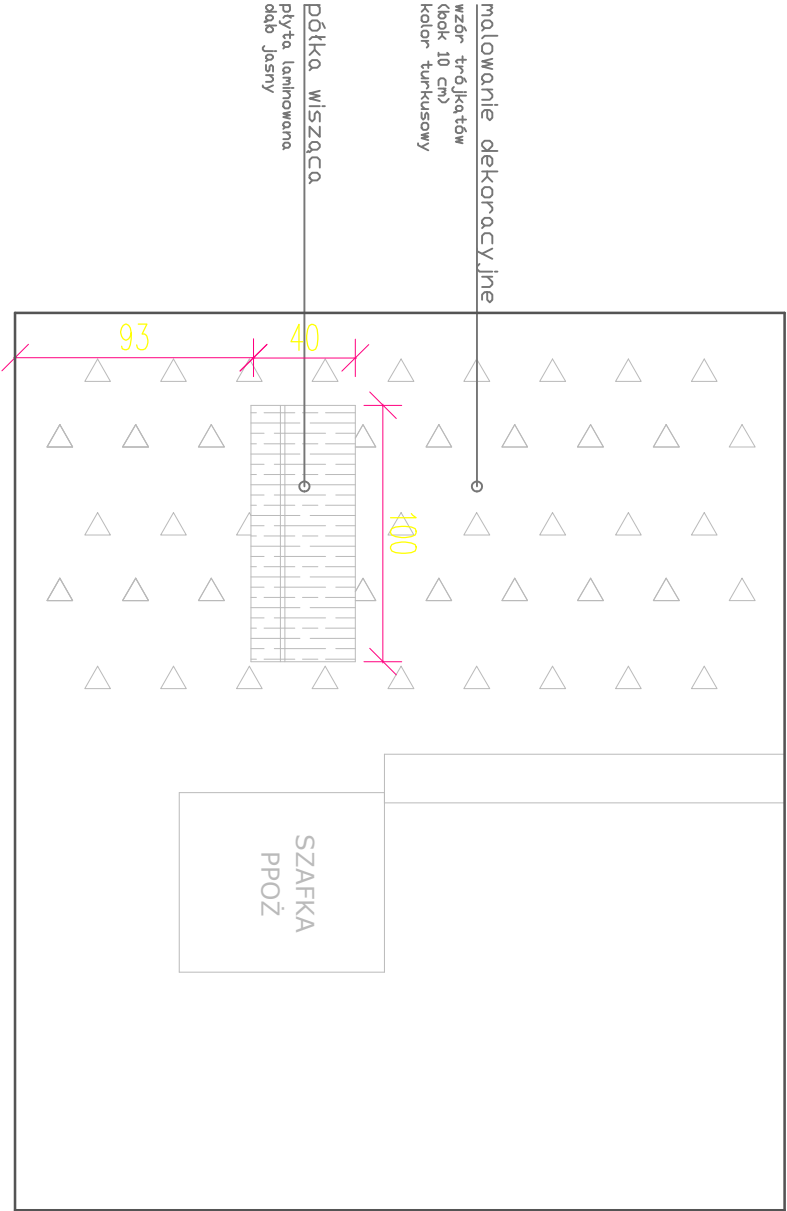 malowanie dekoracyjne
wzór trójkątów
(bok 10 cm)
kolor turkusowy
półka wisząca
płyta laminowana
dąb jasny
93
40
100
SZAFKA
PPOŻ